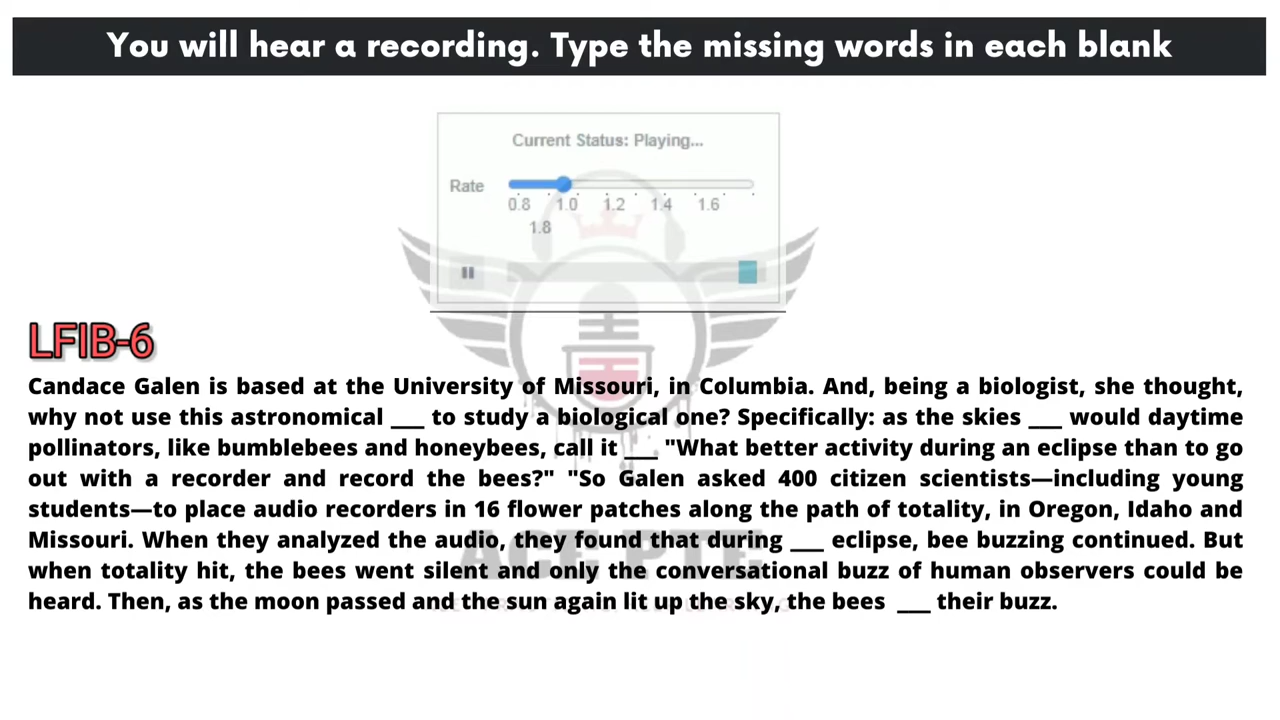 You will hear a recording. Type the missing words in each blank
Current Status: Playing...
Rate
0.8 1.0 1.2 1.4 1.6
1.8
LFIB-6
Candace Galen is based at the University of Missouri, in Columbia. And, being a biologist, she thought,
why not use this astronomical ___ to study a biological one? Specifically: as the skies ___ would daytime
pollinators, like bumblebees and honeybees, call it ___ "What better activity during an eclipse than to go
out with a recorder and record the bees?" "So Galen asked 400 citizen scientists—including young
students—to place audio recorders in 16 flower patches along the path of totality, in Oregon, Idaho and
Missouri. When they analyzed the audio, they found that during ___ eclipse, bee buzzing continued. But
ACE PTE
when totality hit, the bees went silent and only the conversational buzz of human observers could be
heard. Then, as the moon passed and the sun again lit up the sky, the bees ___ their buzz.